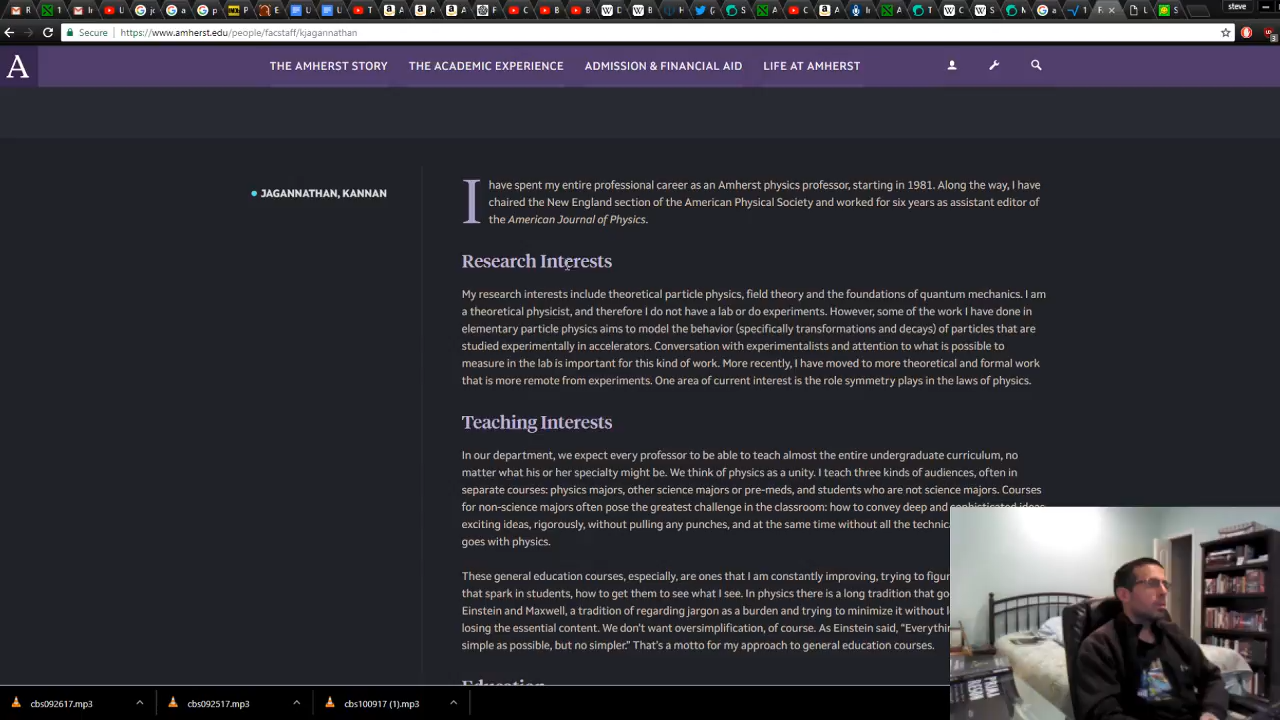 steve
Secure | https://www.amherst.edu/people/facstaff/kjagannathan
A THE AMHERST STORY THE ACADEMIC EXPERIENCE ADMISSION & FINANCIAL AID LIFE AT AMHERST
JAGANNATHAN, KANNAN
I have spent my entire professional career as an Amherst physics professor, starting in 1981. Along the way, I have
chaired the New England section of the American Physical Society and worked for six years as assistant editor of
the American Journal of Physics.
Research Interests
My research interests include theoretical particle physics, field theory and the foundations of quantum mechanics. I am
a theoretical physicist, and therefore I do not have a lab or do experiments. However, some of the work I have done in
elementary particle physics aims to model the behavior (specifically transformations and decays) of particles that are
studied experimentally in accelerators. Conversation with experimentalists and attention to what is possible to
measure in the lab is important for this kind of work. More recently, I have moved to more theoretical and formal work
that is more remote from experiments. One area of current interest is the role symmetry plays in the laws of physics.
Teaching Interests
In our department, we expect every professor to be able to teach almost the entire undergraduate curriculum, no
matter what his or her specialty might be. We think of physics as a unity. I teach three kinds of audiences, often in
separate courses: physics majors, other science majors or pre-meds, and students who are not science majors. Courses
for non-science majors often pose the greatest challenge in the classroom: how to convey deep and sophisticated ideas,
exciting ideas, rigorously, without pulling any punches, and at the same time without all the technic
goes with physics.
These general education courses, especially, are ones that I am constantly improving, trying to figur
that spark in students, how to get them to see what I see. In physics there is a long tradition that go
Einstein and Maxwell, a tradition of regarding jargon as a burden and trying to minimize it without l
losing the essential content. We don't want oversimplification, of course. As Einstein said, “Everythin
simple as possible, but no simpler.” That's a motto for my approach to general education courses.
Education
cbs092617.mp3 cbs092517.mp3 cbs100917 (1).mp3